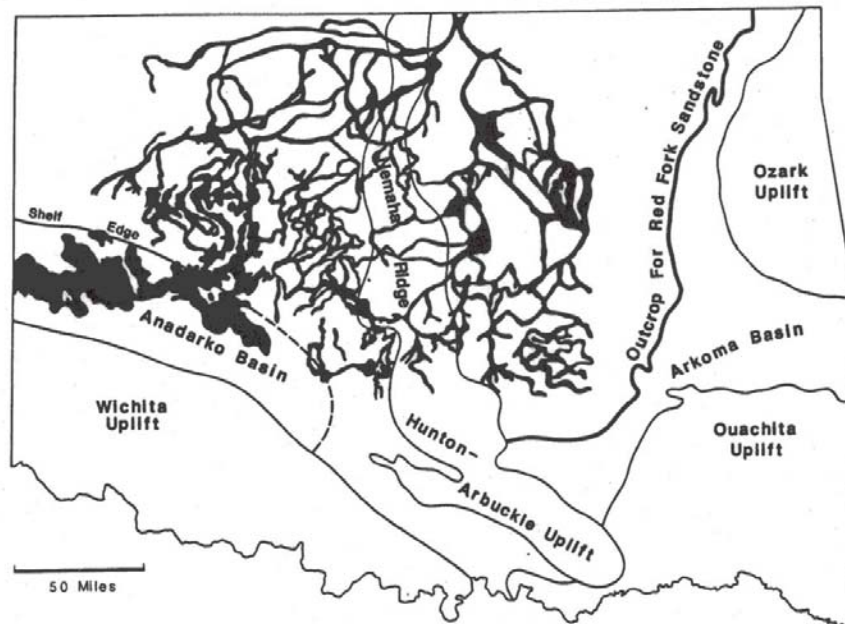 Outcrop For Red Fork Sandstone
Ozark
Uplift
Nemaha
Ridge
Shelf
Edge
Anadarko Basin
Arkoma Basin
Wichita
Uplift
Hunton–
Arbuckle Uplift
Ouachita
Uplift
50 Miles